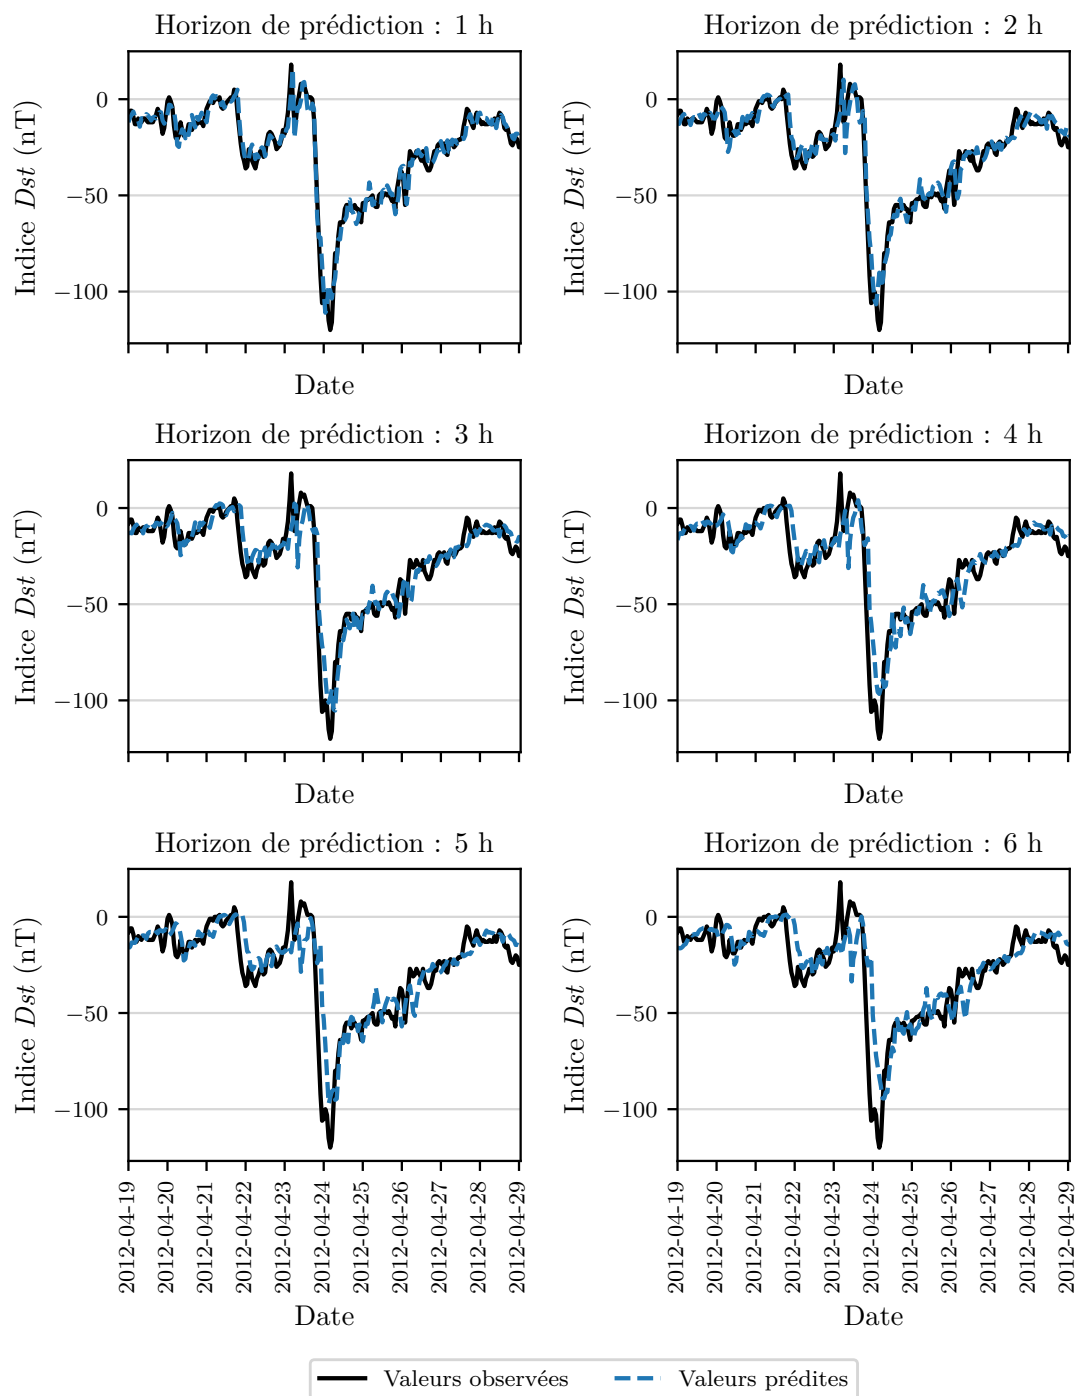 Horizon de prédiction : 1 h
Indice Dst (nT)
0
−50
−100
Date
Horizon de prédiction : 2 h
Indice Dst (nT)
0
−50
−100
Date
Horizon de prédiction : 3 h
Indice Dst (nT)
0
−50
−100
Date
Horizon de prédiction : 4 h
Indice Dst (nT)
0
−50
−100
Date
Horizon de prédiction : 5 h
Indice Dst (nT)
0
−50
−100
2012-04-19
2012-04-20
2012-04-21
2012-04-22
2012-04-23
2012-04-24
2012-04-25
2012-04-26
2012-04-27
2012-04-28
2012-04-29
Date
Horizon de prédiction : 6 h
Indice Dst (nT)
0
−50
−100
2012-04-19
2012-04-20
2012-04-21
2012-04-22
2012-04-23
2012-04-24
2012-04-25
2012-04-26
2012-04-27
2012-04-28
2012-04-29
Date
Valeurs observées
Valeurs prédites